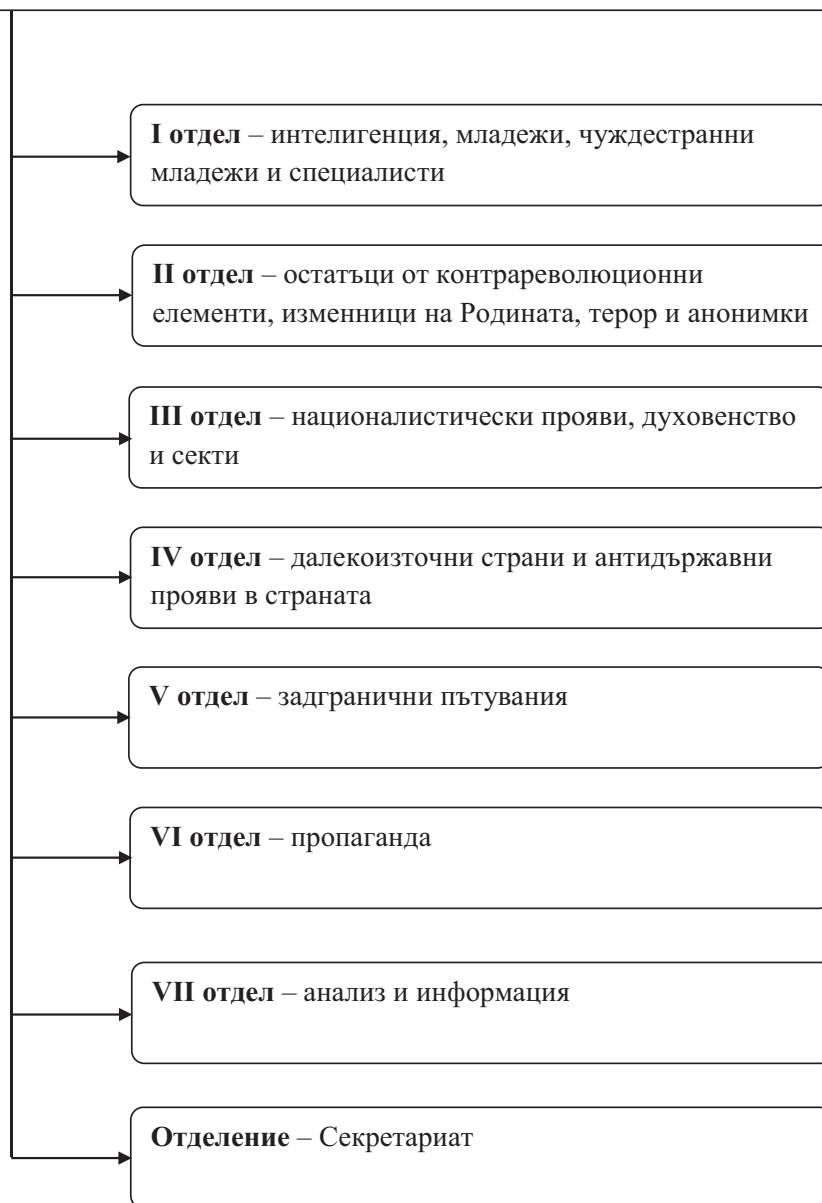 I отдел – интелигенция, младежи, чуждестранни
младежи и специалисти
II отдел – остатъци от контрареволюционни
елементи, изменници на Родината, терор и анонимки
III отдел – националистически прояви, духовенство
и секти
IV отдел – далекоизточни страни и антидържавни
прояви в страната
V отдел – задгранични пътувания
VI отдел – пропаганда
VII отдел – анализ и информация
Отделение – Секретариат